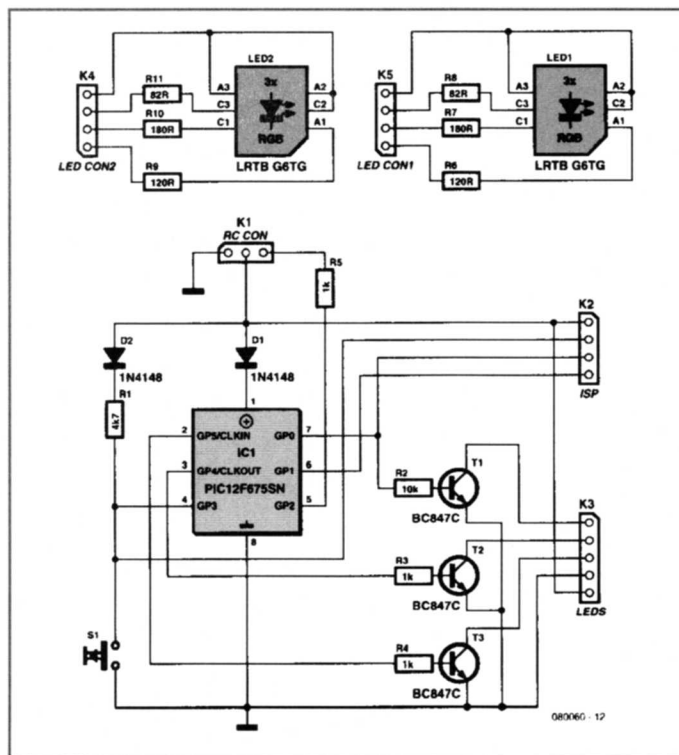 K4
R11
82R
R10
180R
R9
120R
LED CON2
LED2
3x
RGB
A3
C3
C1
A2
C2
A1
LRTB G6TG
K5
R8
82R
R7
180R
R6
120R
LED CON1
LED1
3x
RGB
A3
C3
C1
A2
C2
A1
LRTB G6TG
K1
RC CON
R5
1k
D2
1N4148
D1
1N4148
R1
4k7
1
2
3
4
GP5/CLKIN
GP4/CLKOUT
GP3
IC1
PIC12F675SN
GP0
GP1
GP2
7
6
5
8
K2
ISP
R2
10k
T1
BC847C
R3
1k
T2
BC847C
R4
1k
T3
BC847C
K3
LEDS
S1
080060 - 12